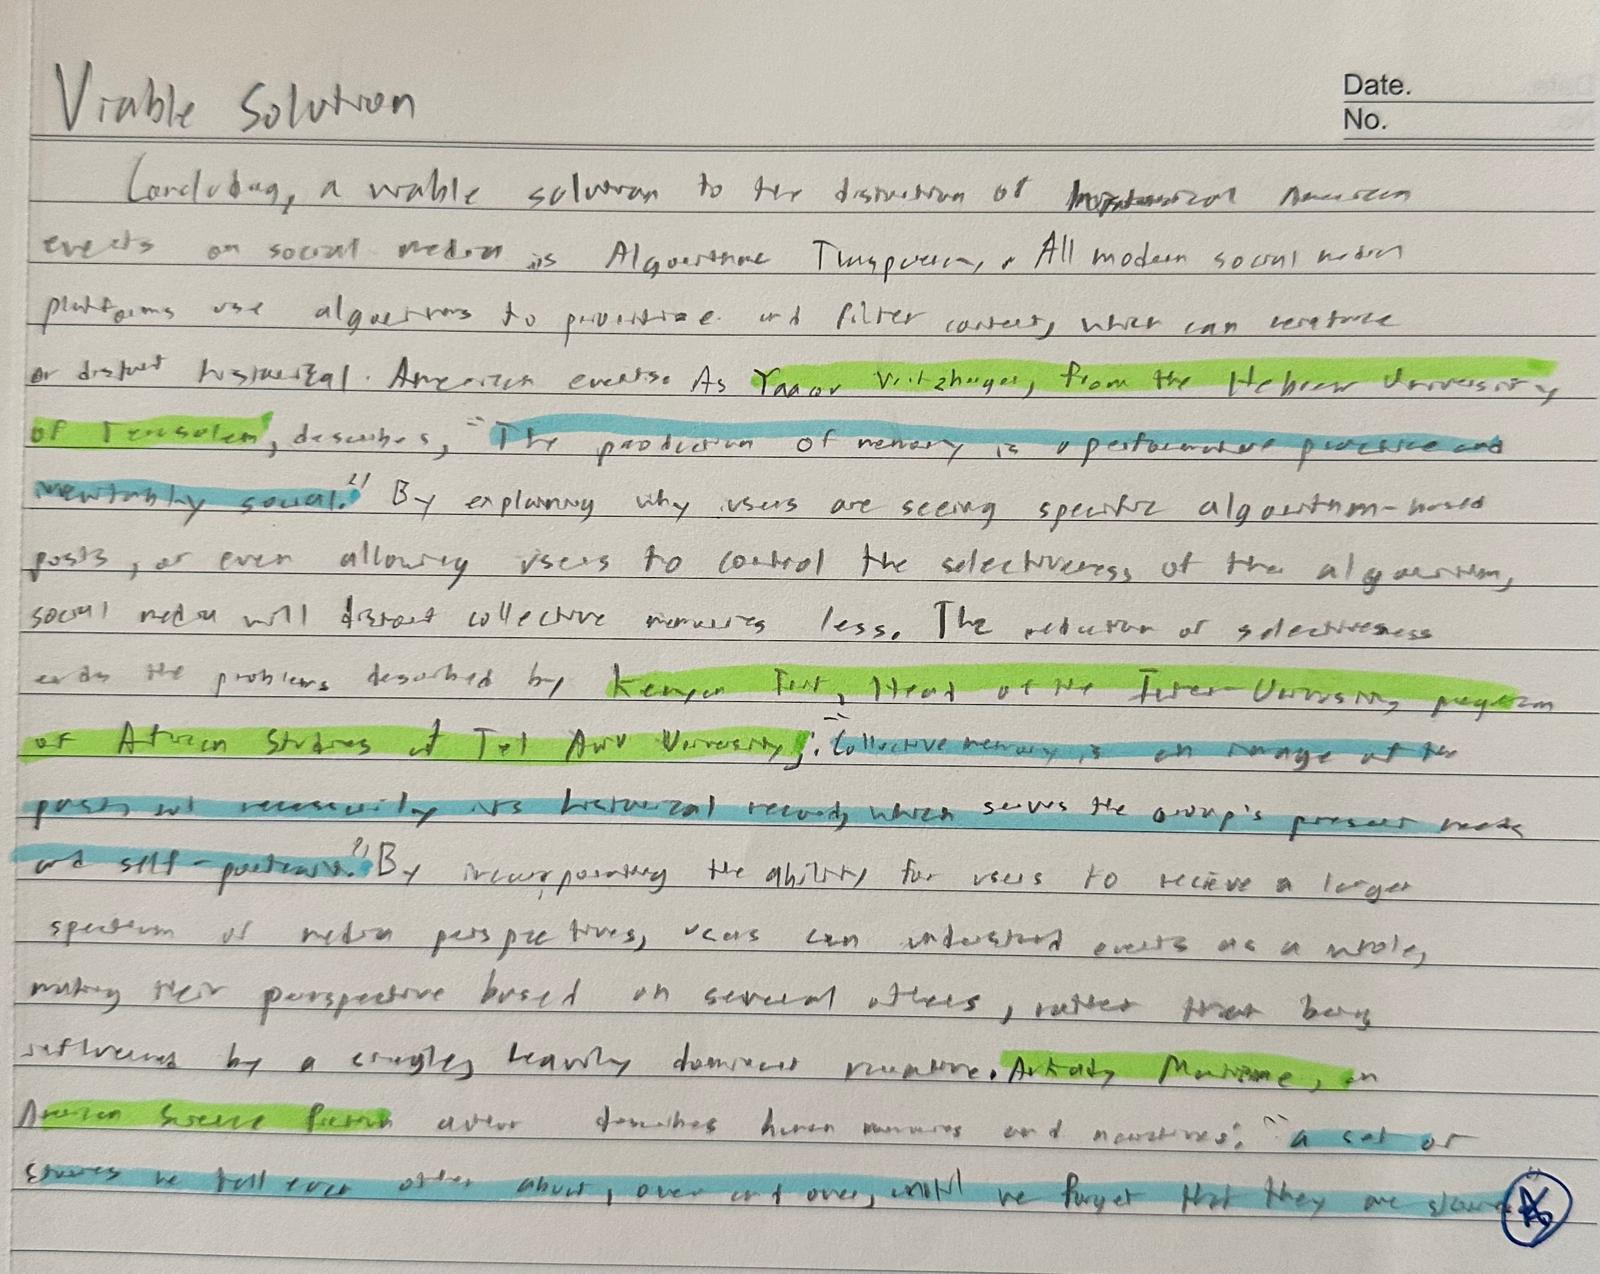 Viable Solution
Date.
No.
Concluding, a viable solution to the distortion of historical American
events on social media is Algorithmic Transparency. All modern social media
platforms use algorithms to prioritize and filter content, which can reinforce
or distort historical American events. As Yaacov Vertzberger, from the Hebrew University
of Jerusalem, describes, "The production of memory is a performative practice and
inevitably social." By explaining why users are seeing specific algorithm-based
posts, or even allowing users to control the selectiveness of the algorithm,
social media will distort collective memories less. The reduction of selectiveness
ends the problems described by Head of the Inter-University program
of African Studies at Tel Aviv University: "Collective memory is an image of the
past, not necessarily its historical record, which serves the group's present needs
and self-portrait." By incorporating the ability for users to recieve a larger
spectrum of media perspectives, users can understand events as a whole,
making their perspective based on several others, rather than being
influenced by a single, heavily dominant narrative. Arkady Martine, an
American Science Fiction author describes human memories and narratives: "a set of
stories we tell each other about, over and over, until we forget that they are stories"